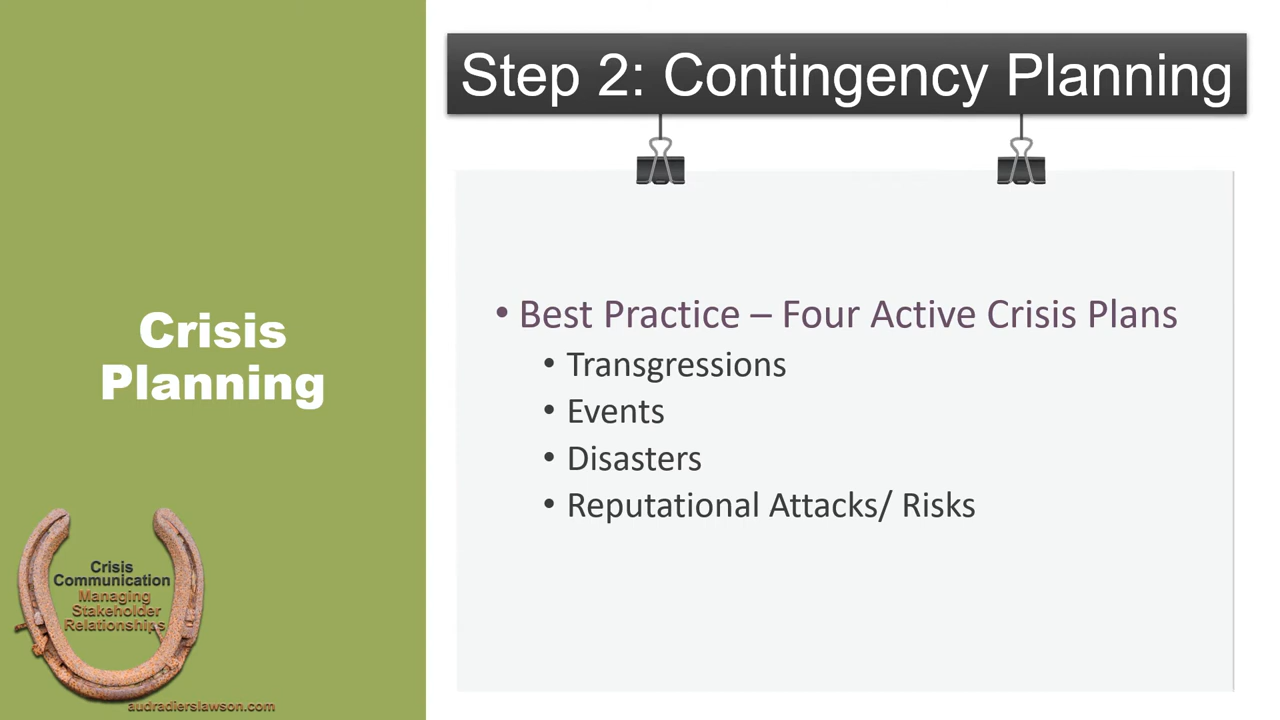 Step 2: Contingency Planning
Crisis
Planning
• Best Practice – Four Active Crisis Plans
• Transgressions
• Events
• Disasters
• Reputational Attacks/ Risks
Crisis
Communication
Managing
Stakeholder
Relationships
audradierslawson.com